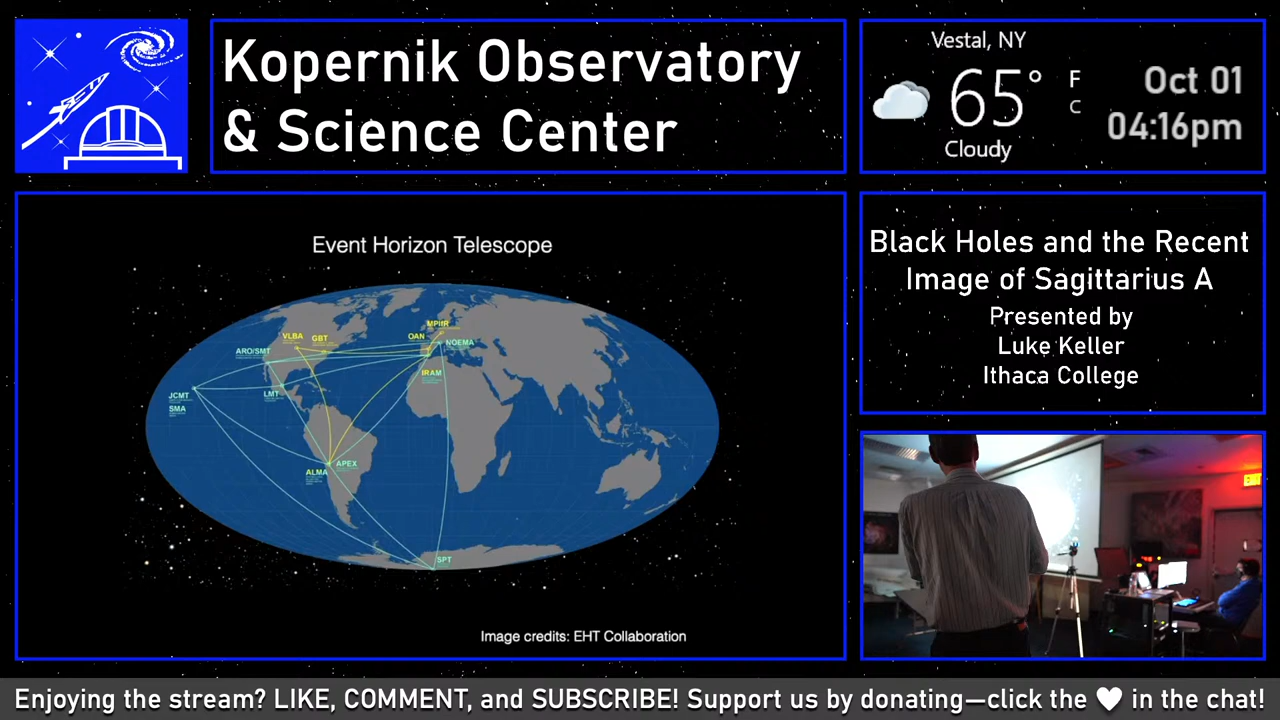 Kopernik Observatory
& Science Center
Vestal, NY
65°
F
C
Cloudy
Oct 01
04:16pm
Event Horizon Telescope
MPIfR
VLBA
GBT
OAN
NOEMA
ARO/SMT
IRAM
JCMT
LMT
SMA
ALMA
APEX
SPT
Image credits: EHT Collaboration
Black Holes and the Recent
Image of Sagittarius A
Presented by
Luke Keller
Ithaca College
Enjoying the stream? LIKE, COMMENT, and SUBSCRIBE! Support us by donating—click the ♥ in the chat!